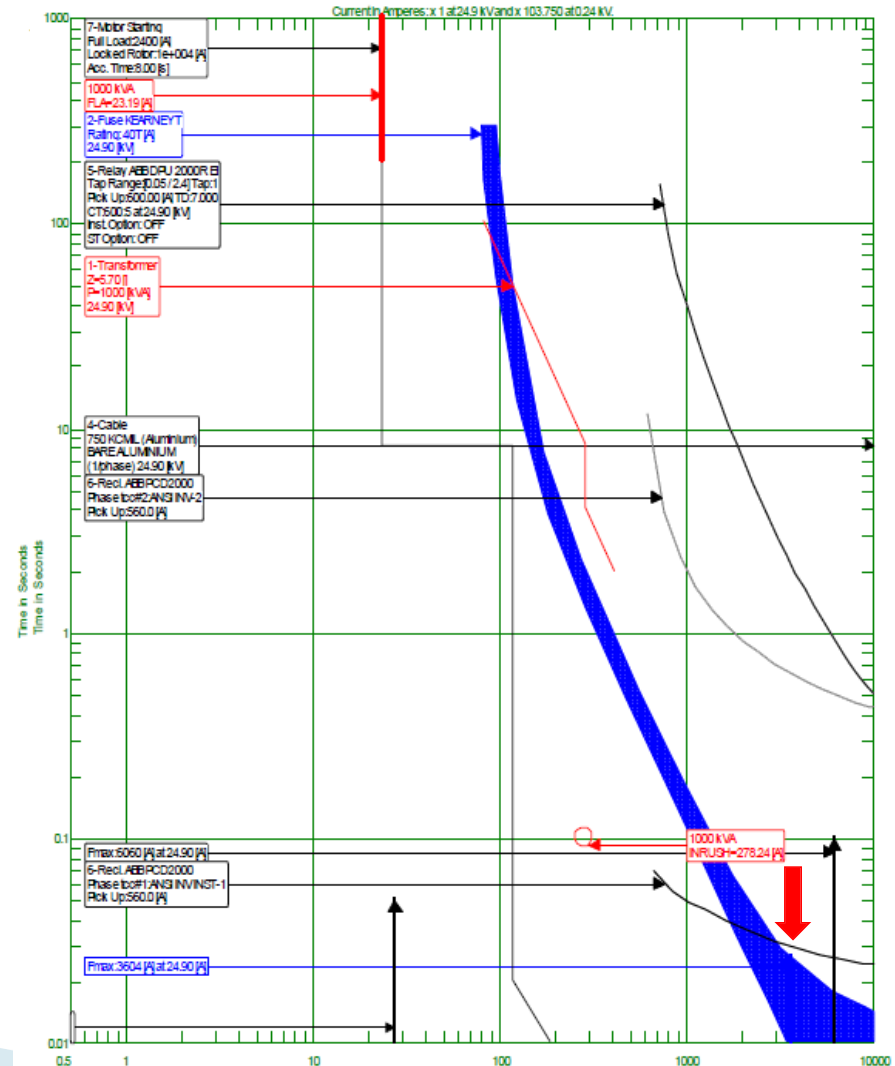 Current in Amperes: x 1 at 24.9 kV and x 103.750 at 0.24 kV.
1000
7-Motor Starting
Full Load:2400 [A]
Locked Rotor:1e+004 [A]
Acc. Time:8.00 [s]
1000 kVA
FLA=23.19 [A]
2-Fuse KEARNEY T
Rating: 40T [A]
24.90 [kV]
5-Relay ABB DPU 2000R EI
Tap Range:[0.05 / 2.4] Tap:1
Pick Up:600.00 [A] TD:7.000
CT:600:5 at 24.90 [kV]
Inst. Option: OFF
ST Option: OFF
100
1-Transformer
Z=5.70 []
P=1000 [kVA]
24.90 [kV]
10
4-Cable
750 KCMIL (Aluminium)
BARE ALUMINIUM
(1/phase) 24.90 [kV]
6-Recl. ABB PCD2000
Phase tcc#2:ANSI INV-2
Pick Up:560.0 [A]
Time in Seconds
Time in Seconds
1
0.1
1000 kVA
INRUSH=278.24 [A]
Fmax:6060 [A] at 24.90 [A]
6-Recl. ABB PCD2000
Phase tcc#1:ANSI INV INST-1
Pick Up:560.0 [A]
Fmax:3604 [A] at 24.90 [A]
0.01
0.5 1 10 100 1000 10000